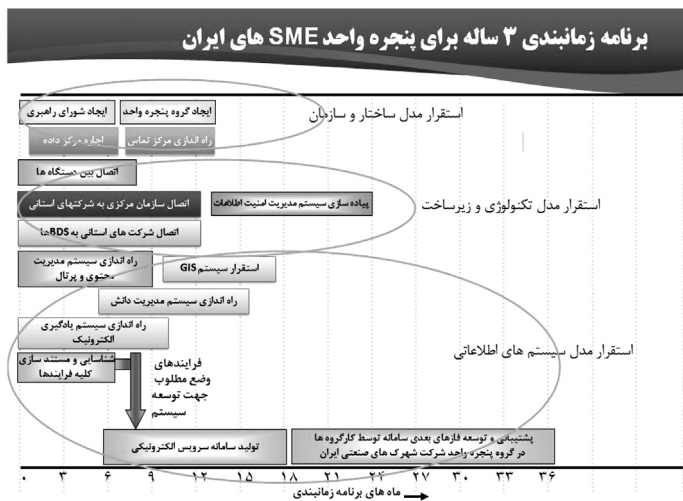 برنامه زمانبندی ۳ ساله برای پنجره واحد SME های ایران
ایجاد شورای راهبری
ایجاد گروه پنجره واحد
استقرار مدل ساختار و سازمان
اجاره مرکز داده
راه اندازی مرکز تماس
اتصال بین دستگاه ها
اتصال سازمان مرکزی به شرکتهای استانی
پیاده سازی سیستم مدیریت امنیت اطلاعات
استقرار مدل تکنولوژی و زیرساخت
اتصال شرکت های استانی به BDSها
راه اندازی سیستم مدیریت
محتوی و پرتال
استقرار سیستم GIS
راه اندازی سیستم مدیریت دانش
راه اندازی سیستم یادگیری
الکترونیک
استقرار مدل سیستم های اطلاعاتی
شناسایی و مستند سازی
کلیه فرایندها
فرایندهای
وضع مطلوب
جهت توسعه
سیستم
تولید سامانه سرویس الکترونیکی
پشتیبانی و توسعه فازهای بعدی سامانه توسط کارگروه ها
در گروه پنجره واحد شرکت شهرک های صنعتی ایران
۰ ۳ ۶ ۹ ۱۲ ۱۵ ۱۸ ۲۱ ۲۴ ۲۷ ۳۰ ۳۳ ۳۶
ماه های برنامه زمانبندی